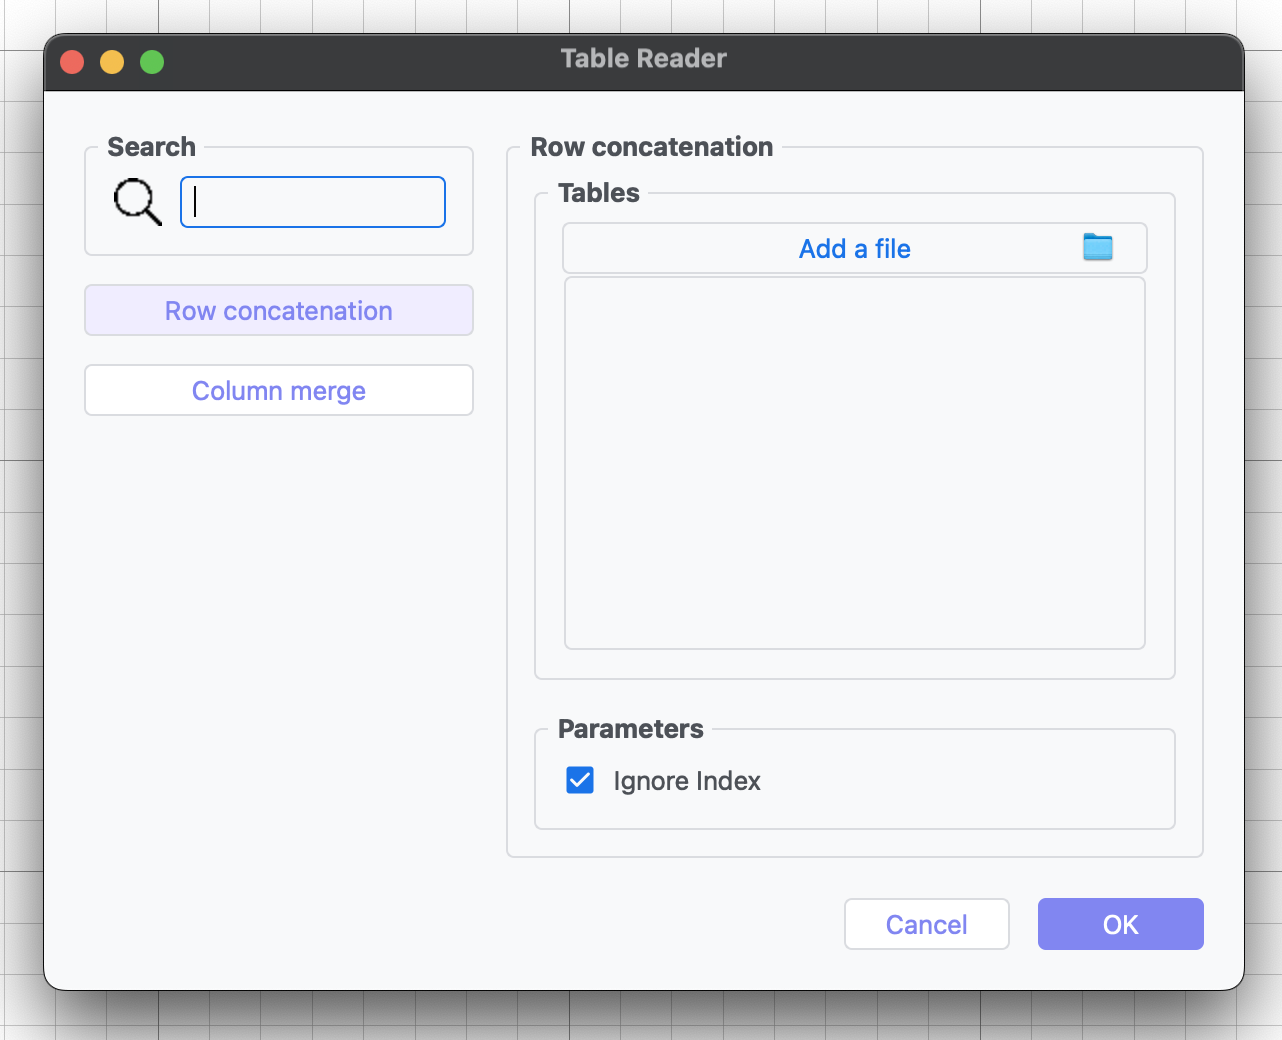 Table Reader
Search
Row concatenation
Column merge
Row concatenation
Tables
Add a file
Parameters
Ignore Index
Cancel
OK